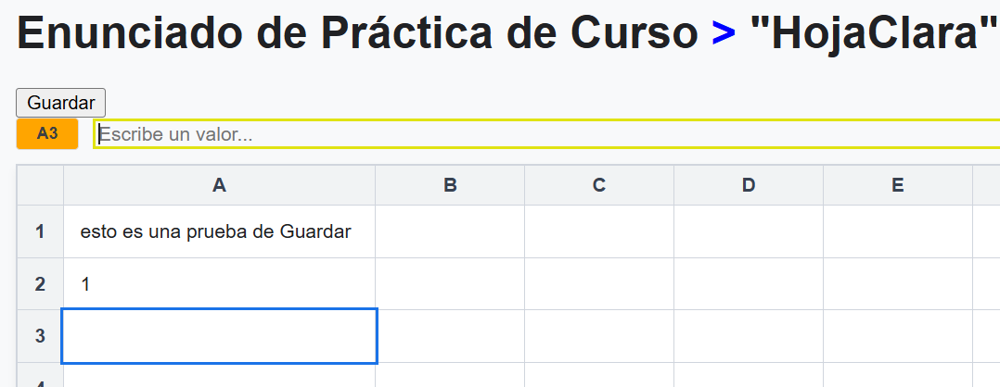 Enunciado de Práctica de Curso > "HojaClara"
Guardar
A3 Escribe un valor...
A B C D E
1 esto es una prueba de Guardar
2 1
3
4